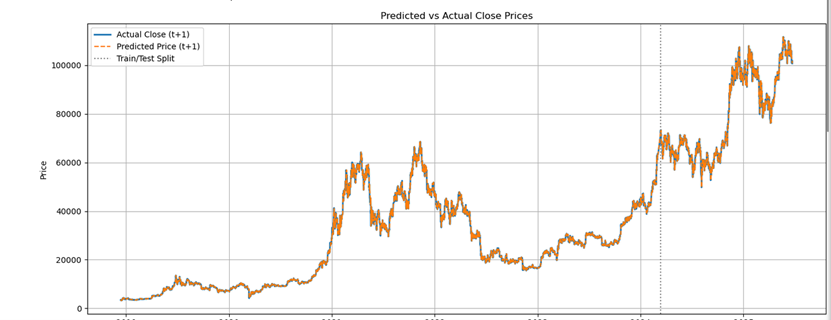 Predicted vs Actual Close Prices
Actual Close (t+1)
Predicted Price (t+1)
Train/Test Split
100000
80000
60000
40000
20000
0
Price